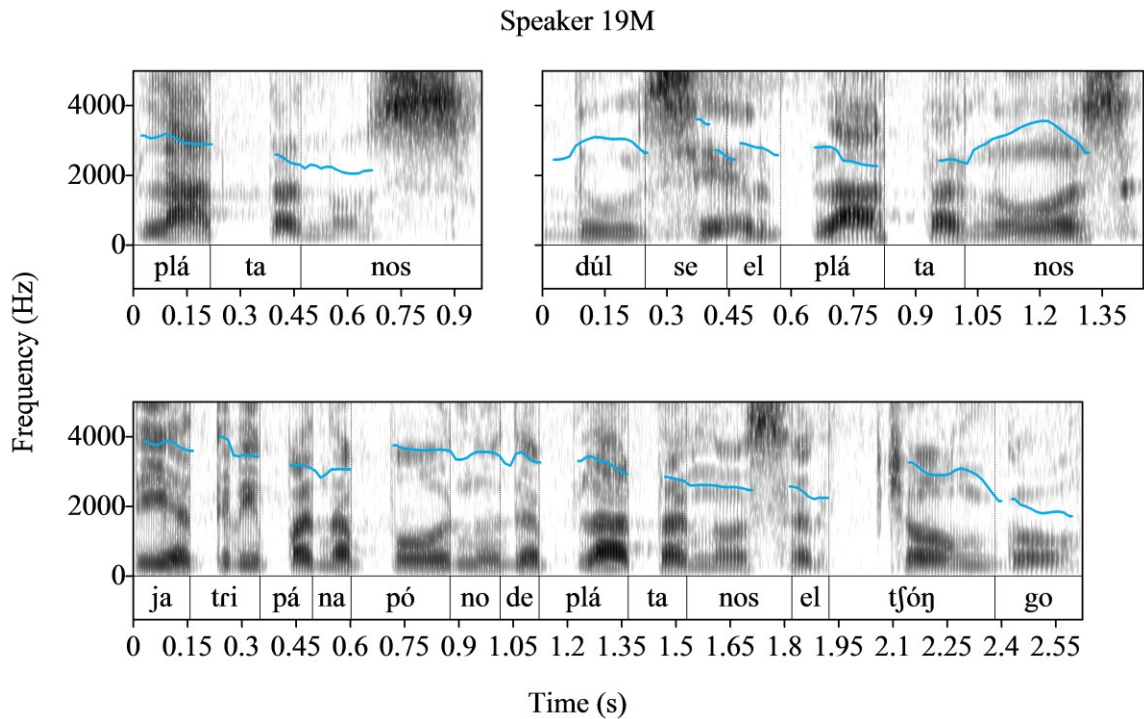 Speaker 19M
Frequency (Hz)
4000
2000
0
plá ta nos
0 0.15 0.3 0.45 0.6 0.75 0.9
dúl se el plá ta nos
0 0.15 0.3 0.45 0.6 0.75 0.9 1.05 1.2 1.35
4000
2000
0
ja tɾi pá na pó no de plá ta nos el tʃóŋ go
0 0.15 0.3 0.45 0.6 0.75 0.9 1.05 1.2 1.35 1.5 1.65 1.8 1.95 2.1 2.25 2.4 2.55
Time (s)